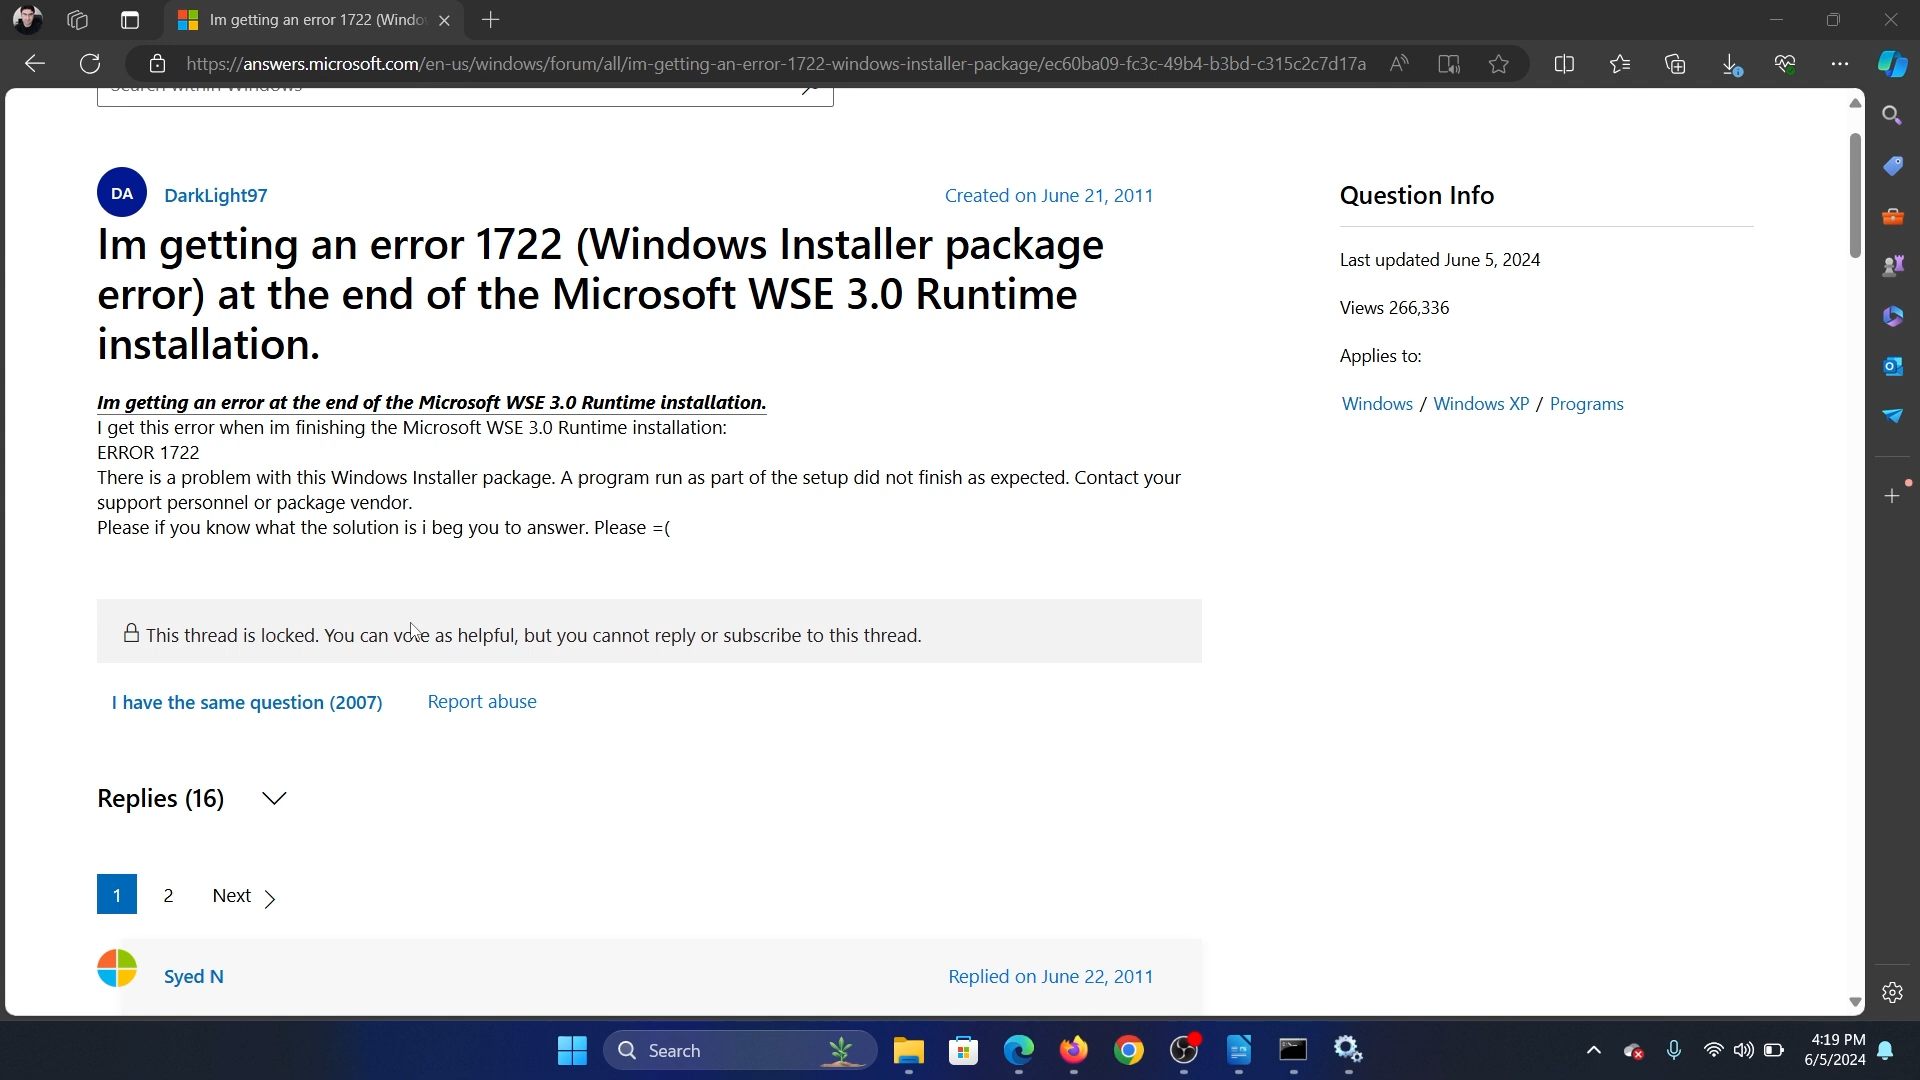 Im getting an error 1722 (Windo
https://answers.microsoft.com/en-us/windows/forum/all/im-getting-an-error-1722-windows-installer-package/ec60ba09-fc3c-49b4-b3bd-c315c2c7d17a
Search within Windows
DA
DarkLight97
Created on June 21, 2011
Im getting an error 1722 (Windows Installer package
error) at the end of the Microsoft WSE 3.0 Runtime
installation.
Im getting an error at the end of the Microsoft WSE 3.0 Runtime installation.
I get this error when im finishing the Microsoft WSE 3.0 Runtime installation:
ERROR 1722
There is a problem with this Windows Installer package. A program run as part of the setup did not finish as expected. Contact your
support personnel or package vendor.
Please if you know what the solution is i beg you to answer. Please =(
This thread is locked. You can vote as helpful, but you cannot reply or subscribe to this thread.
I have the same question (2007)
Report abuse
Replies (16)
1
2
Next
Syed N
Replied on June 22, 2011
Question Info
Last updated June 5, 2024
Views 266,336
Applies to:
Windows / Windows XP / Programs
Search
4:19 PM
6/5/2024